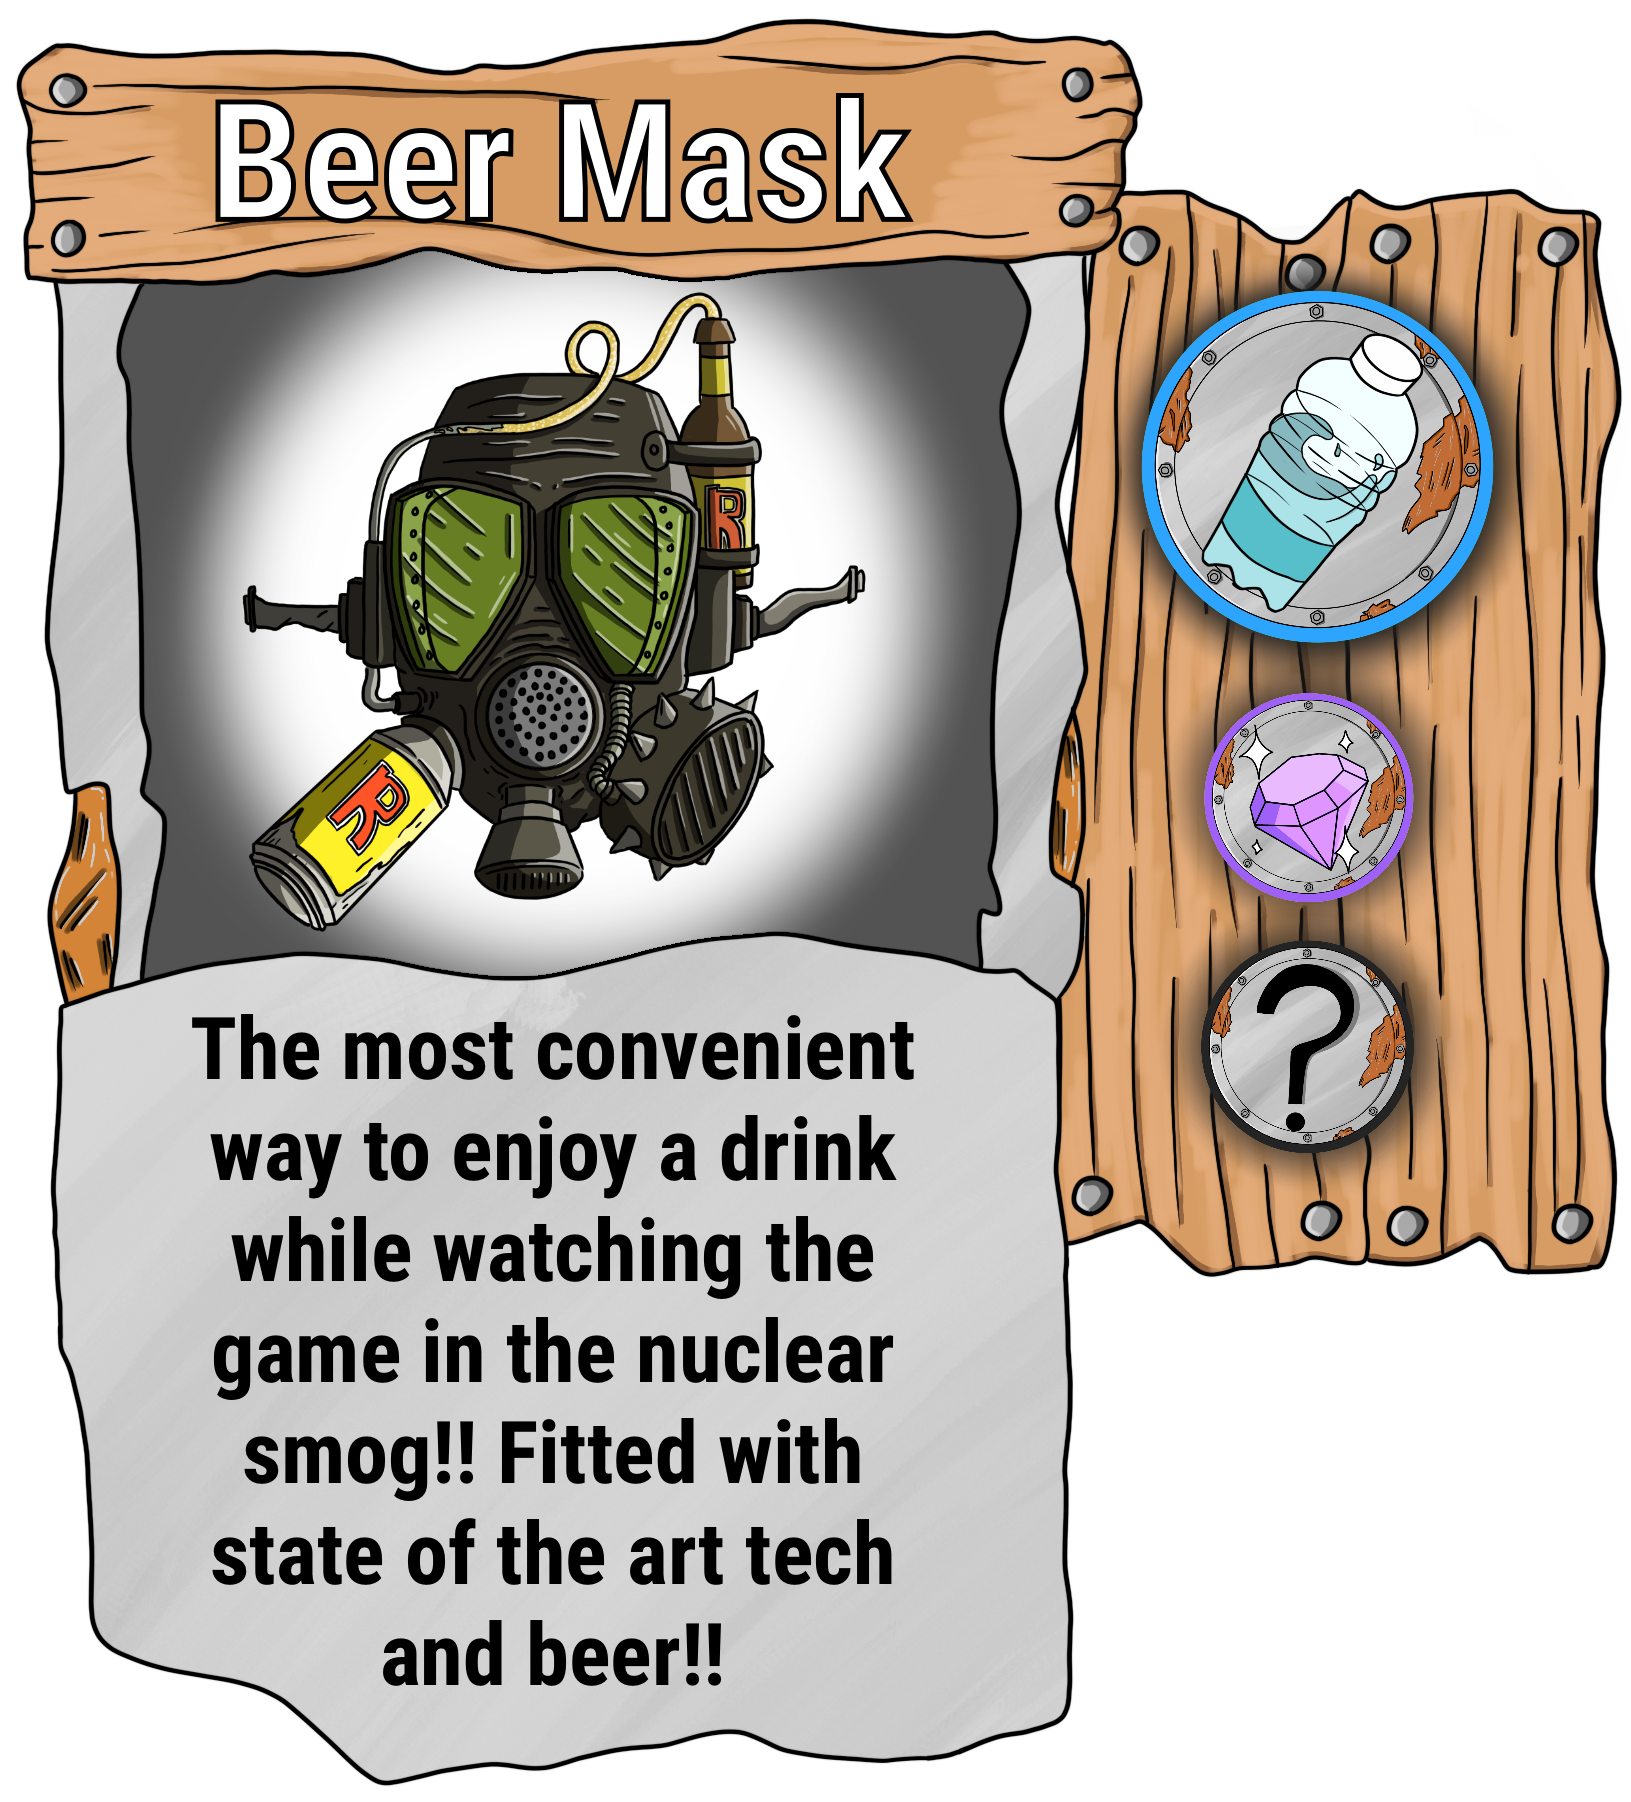 Beer Mask
R
R
?
The most convenient
way to enjoy a drink
while watching the
game in the nuclear
smog!! Fitted with
state of the art tech
and beer!!